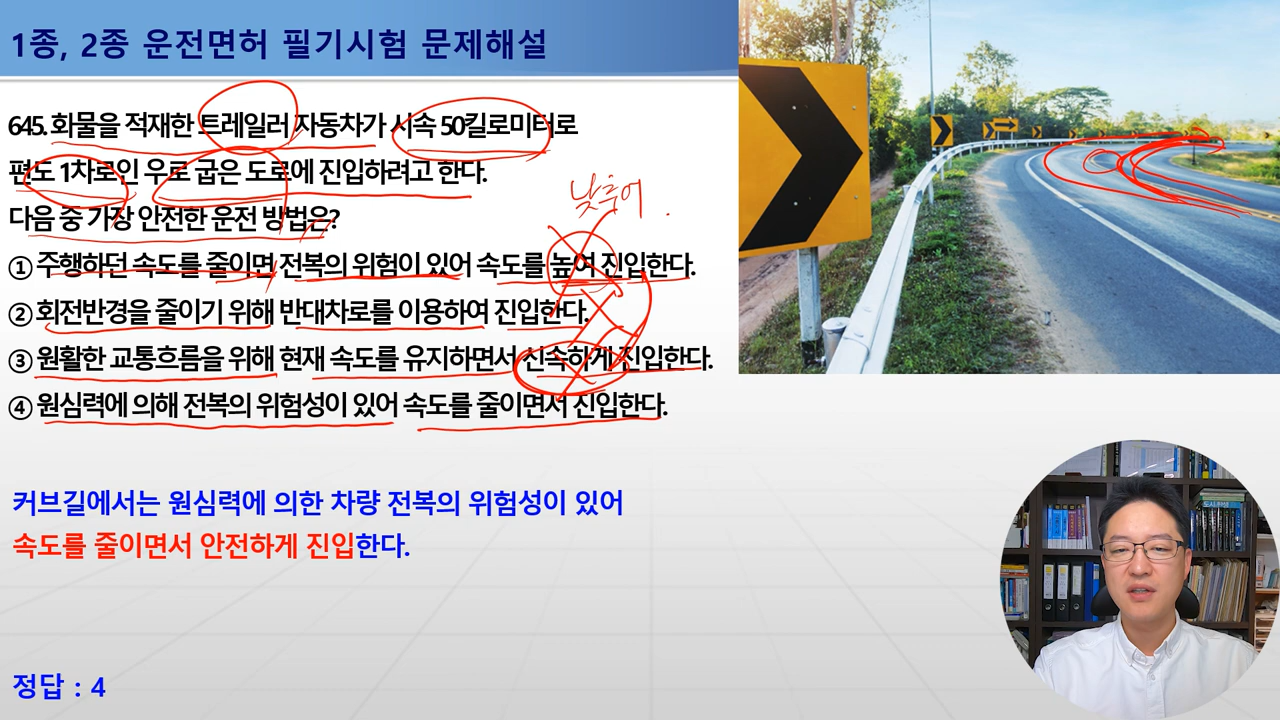 1종, 2종 운전면허 필기시험 문제해설
645. 화물을 적재한 트레일러 자동차가 시속 50킬로미터로
편도 1차로인 우로 굽은 도로에 진입하려고 한다.
다음 중 가장 안전한 운전 방법은?
낮추어.
① 주행하던 속도를 줄이면 전복의 위험이 있어 속도를 높여 진입한다.
② 회전반경을 줄이기 위해 반대차로를 이용하여 진입한다.
③ 원활한 교통흐름을 위해 현재 속도를 유지하면서 신속하게 진입한다.
④ 원심력에 의해 전복의 위험성이 있어 속도를 줄이면서 진입한다.
커브길에서는 원심력에 의한 차량 전복의 위험성이 있어
속도를 줄이면서 안전하게 진입한다.
정답 : 4